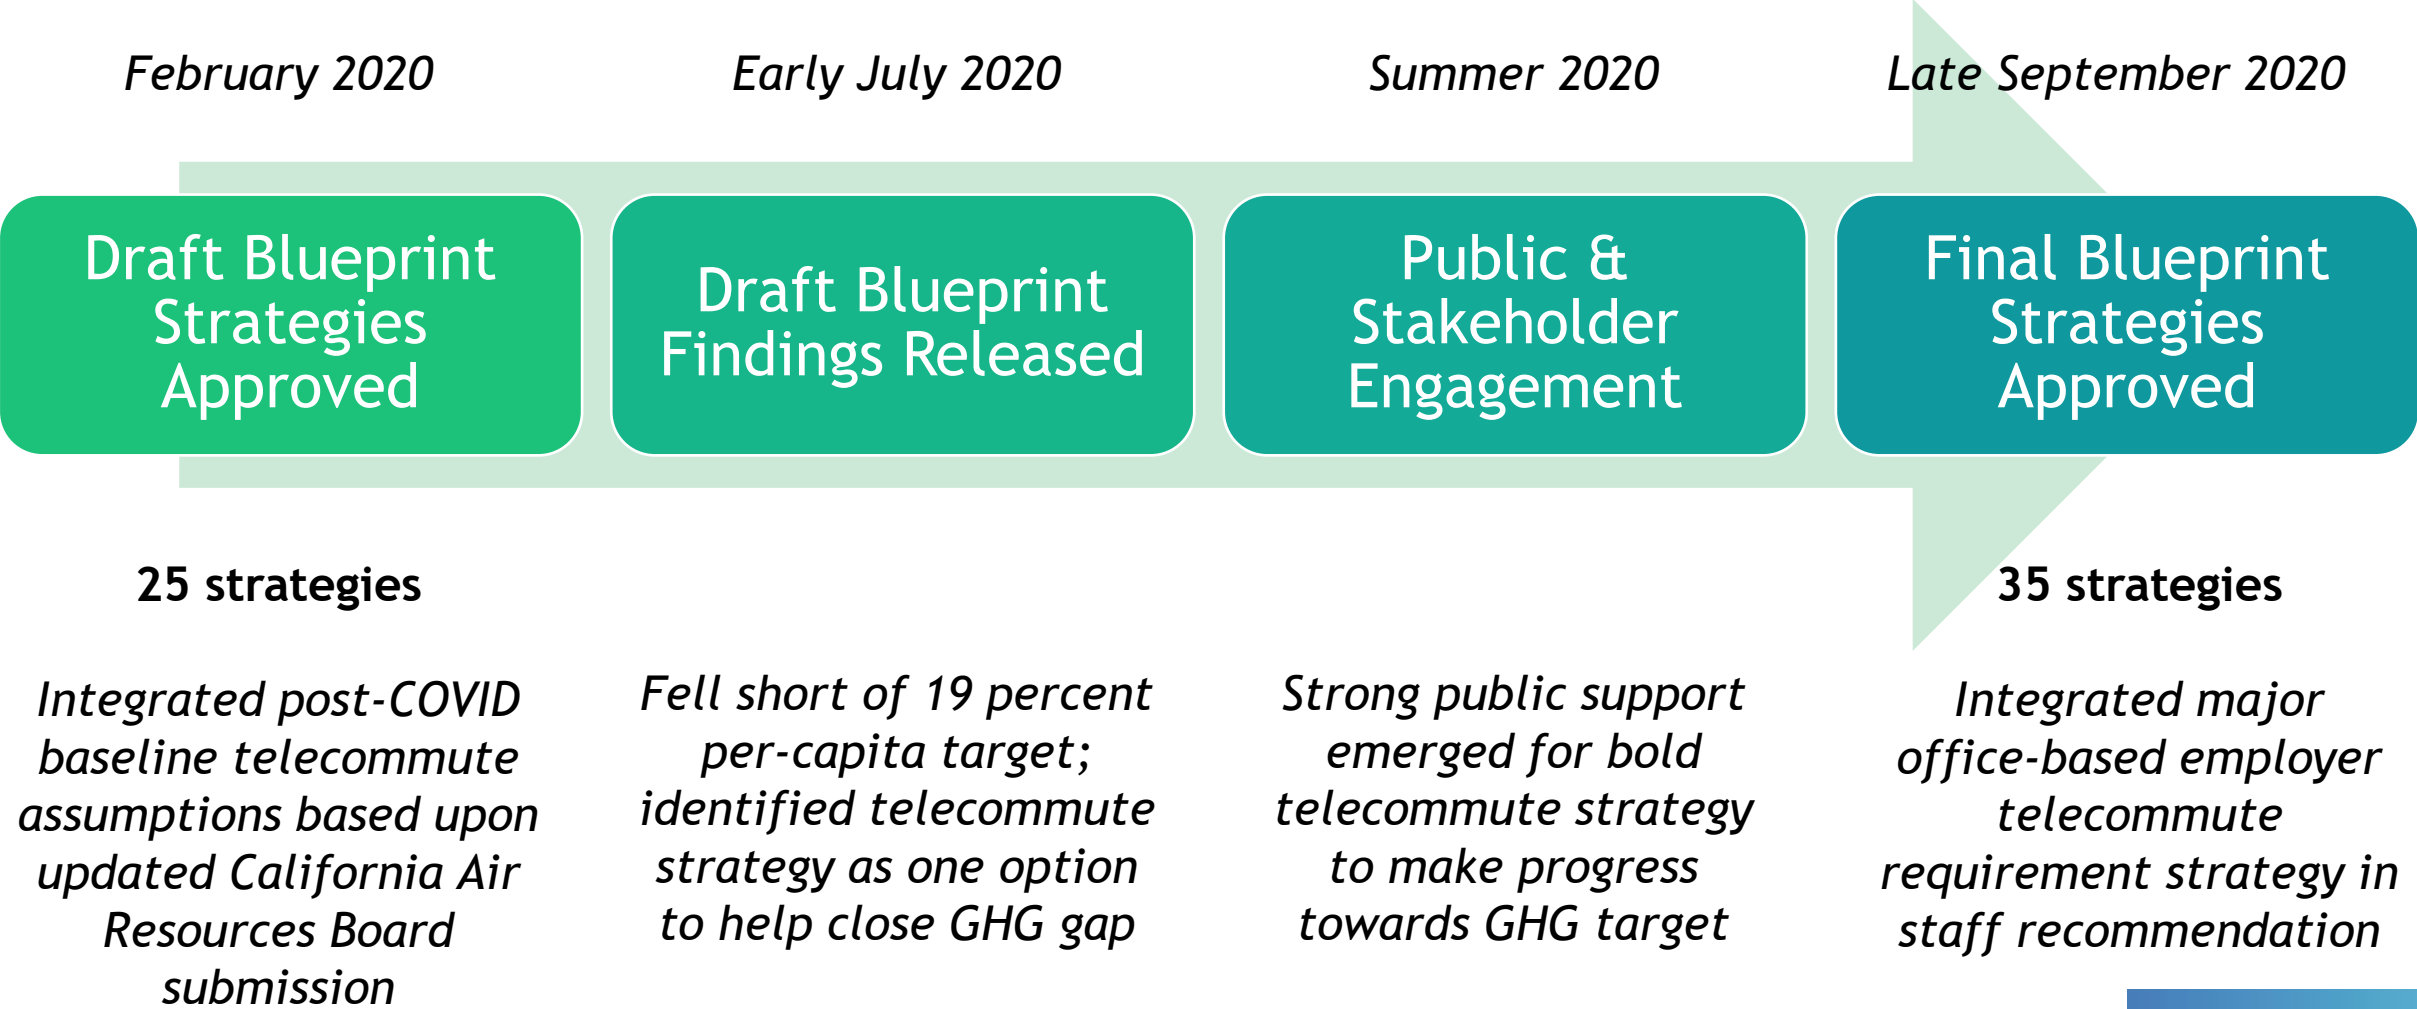 February 2020
Early July 2020
Summer 2020
Late September 2020
Draft Blueprint
Strategies
Approved
Draft Blueprint
Findings Released
Public &
Stakeholder
Engagement
Final Blueprint
Strategies
Approved
25 strategies
Integrated post-COVID
baseline telecommute
assumptions based upon
updated California Air
Resources Board
submission
Fell short of 19 percent
per-capita target;
identified telecommute
strategy as one option
to help close GHG gap
Strong public support
emerged for bold
telecommute strategy
to make progress
towards GHG target
35 strategies
Integrated major
office-based employer
telecommute
requirement strategy in
staff recommendation